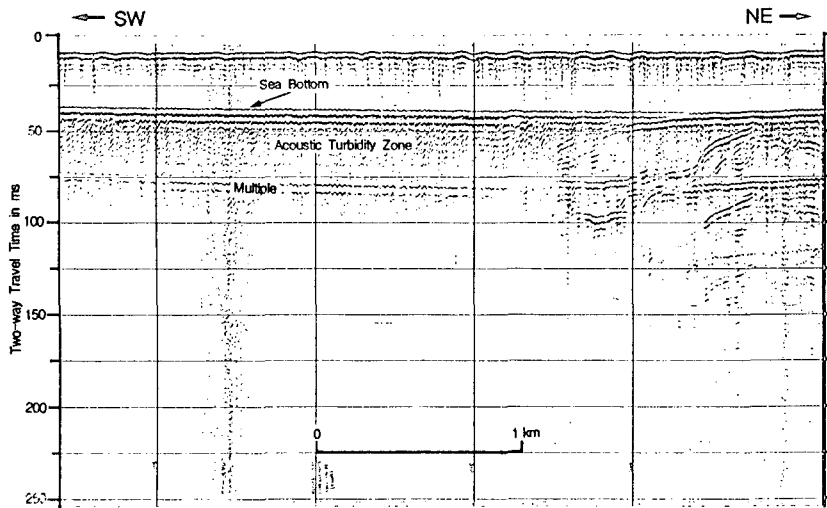 ← SW
NE →
0
Sea Bottom
50
Acoustic Turbidity Zone
Multiple
100
Two-way Travel Time in ms
150
200
0
1 km
250